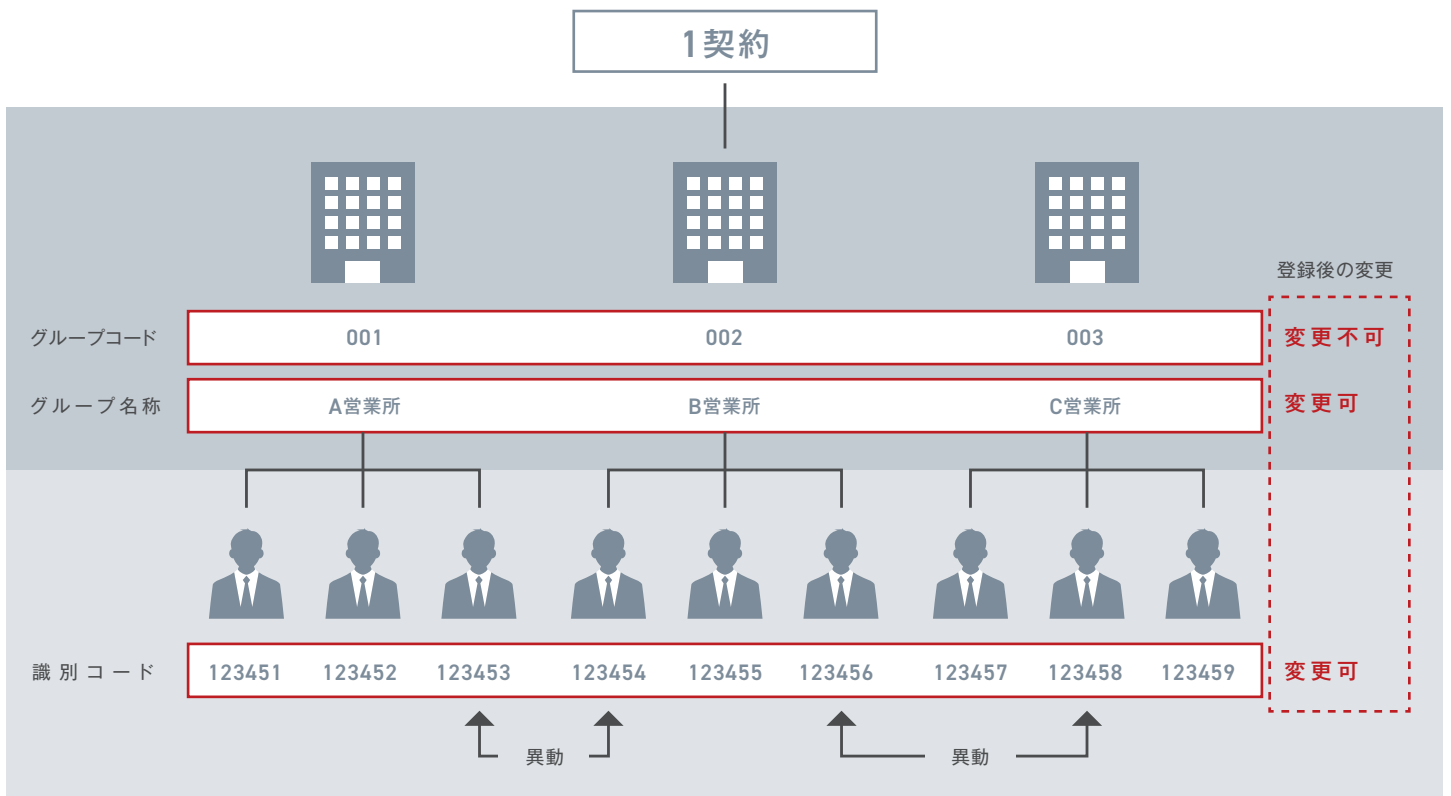 1契約
登録後の変更
グループコード 001 002 003 変更不可
グループ名称 A営業所 B営業所 C営業所 変更可
識別コード 123451 123452 123453 123454 123455 123456 123457 123458 123459 変更可
異動 異動